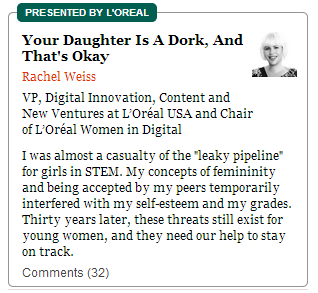 PRESENTED BY L'OREAL
Your Daughter Is A Dork, And
That's Okay
Rachel Weiss
VP, Digital Innovation, Content and
New Ventures at L’Oréal USA and Chair
of L’Oréal Women in Digital
I was almost a casualty of the "leaky pipeline"
for girls in STEM. My concepts of femininity
and being accepted by my peers temporarily
interfered with my self-esteem and my grades.
Thirty years later, these threats still exist for
young women, and they need our help to stay
on track.
Comments (32)